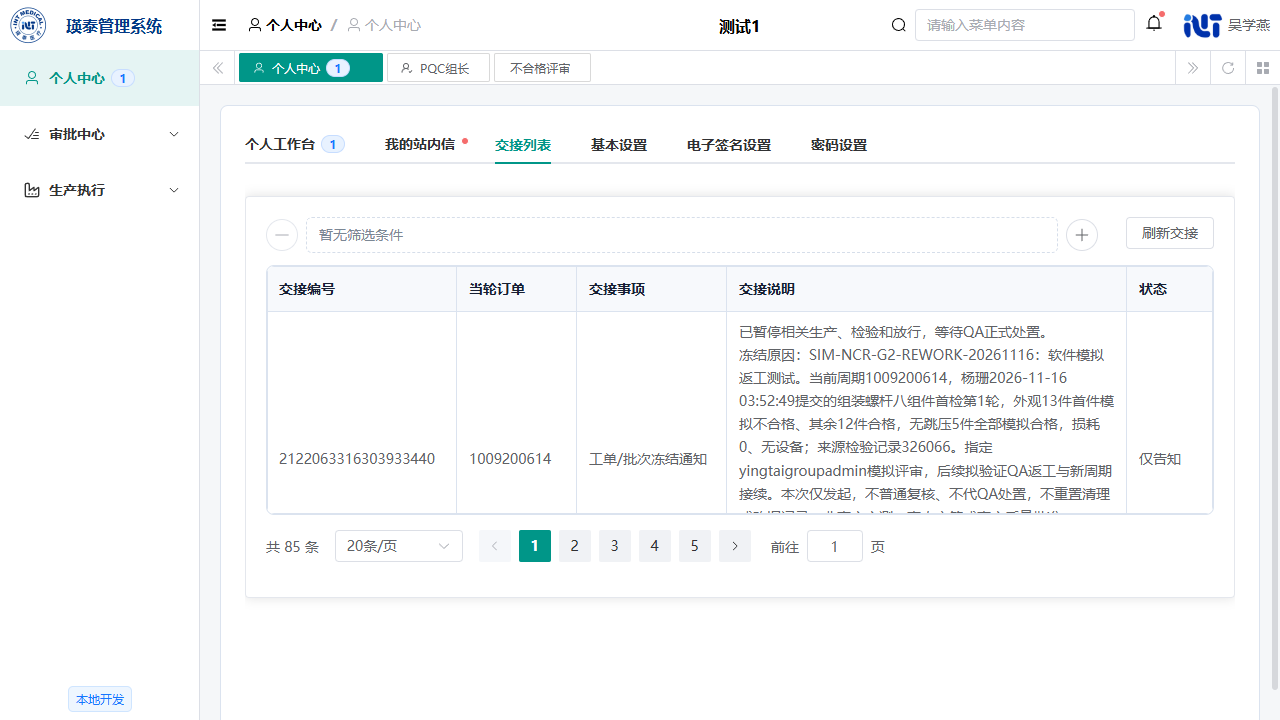 瑛泰管理系统
个人中心 / 个人中心
测试1
请输入菜单内容
吴学燕
个人中心 1
审批中心
生产执行
本地开发
个人中心 1
PQC组长
不合格评审
个人工作台 1
我的站内信
交接列表
基本设置
电子签名设置
密码设置
暂无筛选条件
刷新交接
交接编号 当轮订单 交接事项 交接说明 状态
2122063316303933440
1009200614
工单/批次冻结通知
已暂停相关生产、检验和放行，等待QA正式处置。
冻结原因：SIM-NCR-G2-REWORK-20261116：软件模拟
返工测试。当前周期1009200614，杨珊2026-11-16
03:52:49提交的组装螺杆八组件首检第1轮，外观13件首件模
拟不合格、其余12件合格，无跳压5件全部模拟合格，损耗
0、无设备；来源检验记录326066。指定
yingtaigroupadmin模拟评审，后续拟验证QA返工与新周期
接续。本次仅发起，不普通复核、不代QA处置，不重置清理
仅告知
共 85 条 20条/页 1 2 3 4 5 前往 1 页